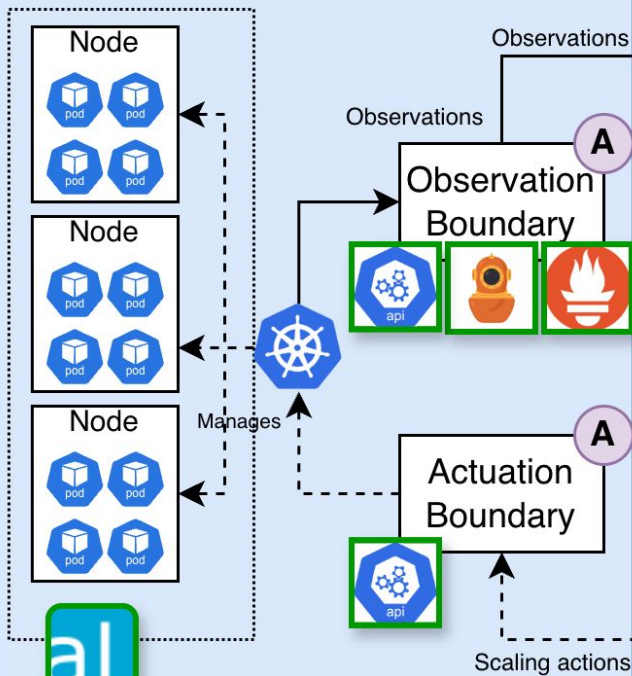 Node
pod pod
pod pod
Node
pod pod
pod pod
Node
pod pod
pod pod
Manages
Observations
Observations
A
Observation
Boundary
api
A
Actuation
Boundary
api
Scaling actions
al